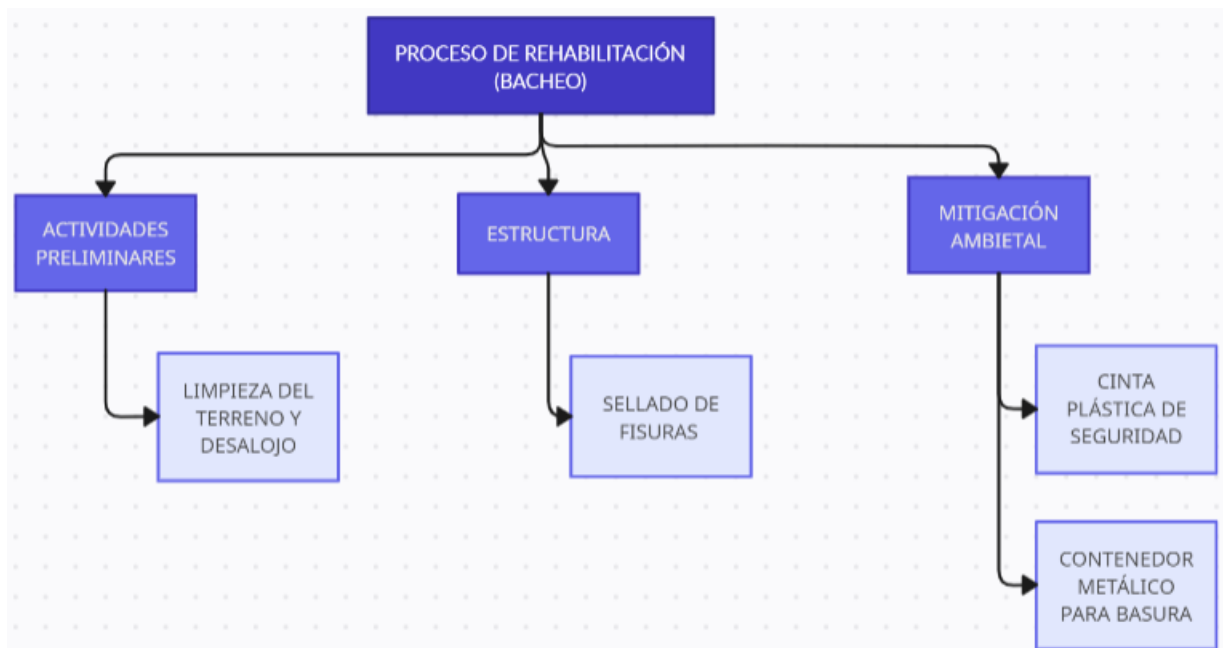 PROCESO DE REHABILITACIÓN
(BACHEO)
ACTIVIDADES
PRELIMINARES
ESTRUCTURA
MITIGACIÓN
AMBIETAL
LIMPIEZA DEL
TERRENO Y
DESALOJO
SELLADO DE
FISURAS
CINTA
PLÁSTICA DE
SEGURIDAD
CONTENEDOR
METÁLICO
PARA BASURA